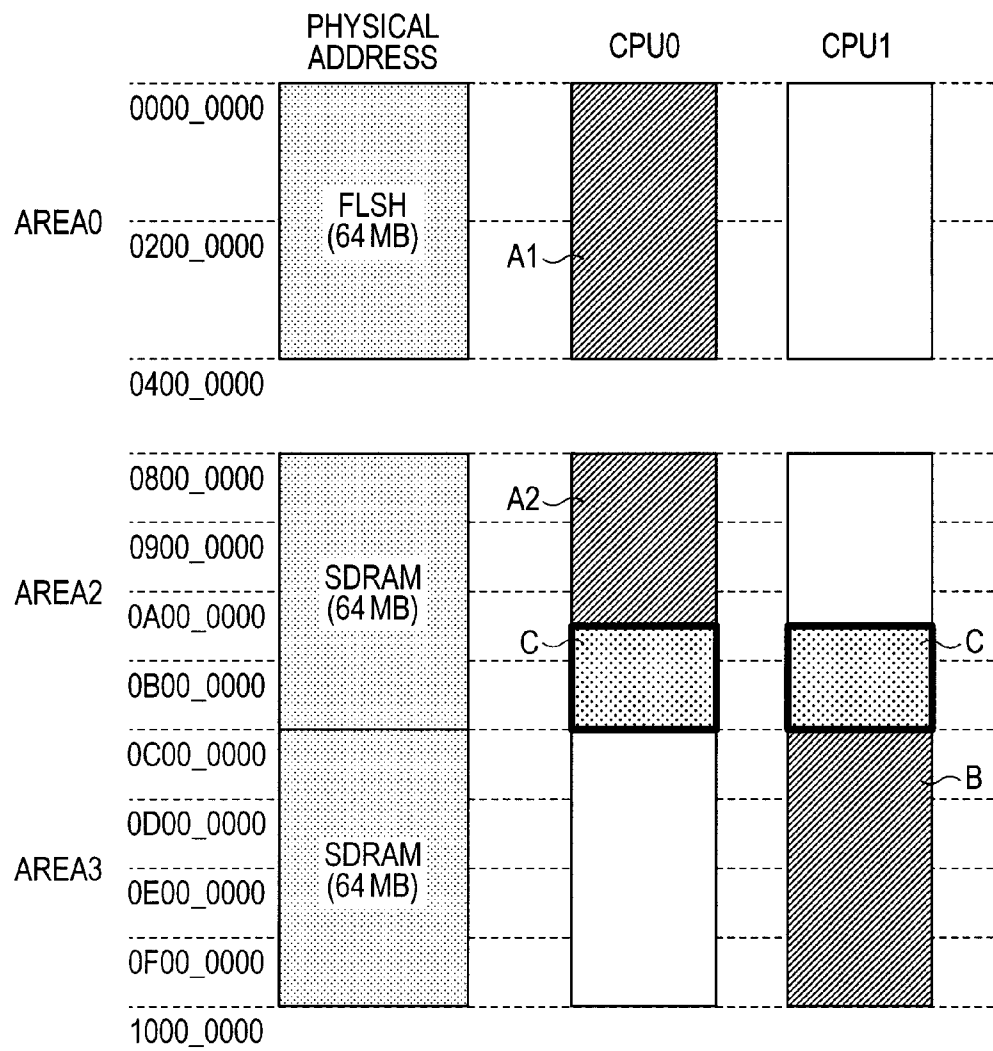 PHYSICAL
ADDRESS
CPU0
CPU1
0000_0000
AREA0
FLSH
(64 MB)
0200_0000
A1
0400_0000
0800_0000
A2
0900_0000
AREA2
SDRAM
(64 MB)
0A00_0000
C
C
0B00_0000
0C00_0000
B
0D00_0000
AREA3
SDRAM
(64 MB)
0E00_0000
0F00_0000
1000_0000